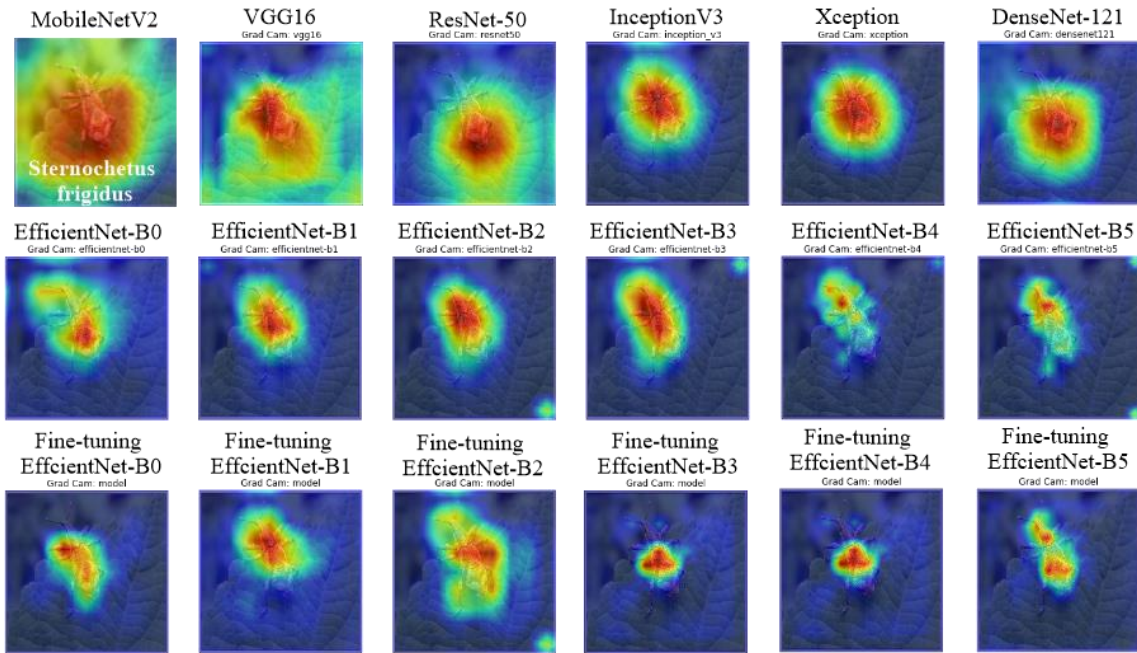 MobileNetV2
VGG16
ResNet-50
InceptionV3
Xception
DenseNet-121
Grad Cam: vgg16
Grad Cam: resnet50
Grad Cam: inception_v3
Grad Cam: xception
Grad Cam: densenet121
Sternochetus
frigidus
EfficientNet-B0
EfficientNet-B1
EfficientNet-B2
EfficientNet-B3
EfficientNet-B4
EfficientNet-B5
Grad Cam: efficientnet-b0
Grad Cam: efficientnet-b1
Grad Cam: efficientnet-b2
Grad Cam: efficientnet-b3
Grad Cam: efficientnet-b4
Grad Cam: efficientnet-b5
Fine-tuning
EffcientNet-B0
Grad Cam: model
Fine-tuning
EffcientNet-B1
Grad Cam: model
Fine-tuning
EffcientNet-B2
Grad Cam: model
Fine-tuning
EffcientNet-B3
Grad Cam: model
Fine-tuning
EffcientNet-B4
Grad Cam: model
Fine-tuning
EffcientNet-B5
Grad Cam: model